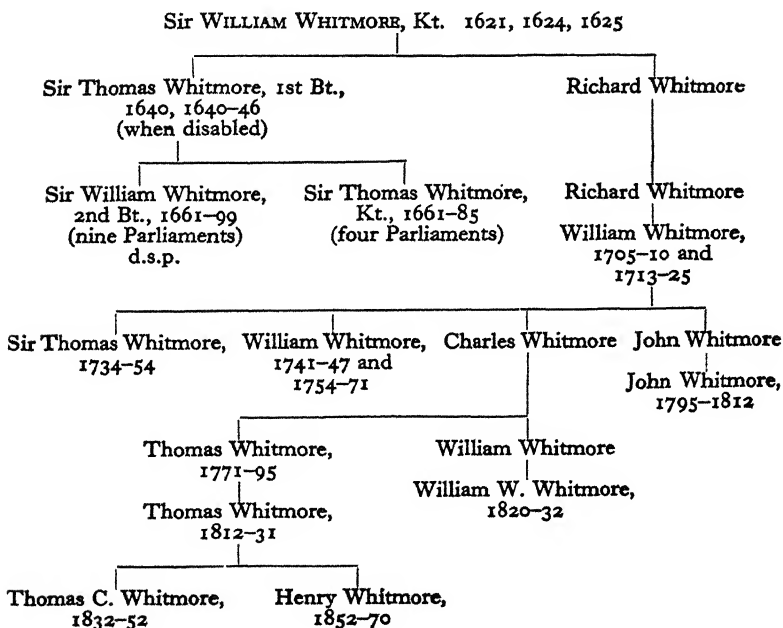 Sir WILLIAM WHITMORE, Kt. 1621, 1624, 1625
Sir Thomas Whitmore, 1st Bt.,
1640, 1640–46
(when disabled)
Richard Whitmore
Sir William Whitmore,
2nd Bt., 1661–99
(nine Parliaments)
d.s.p.
Sir Thomas Whitmore,
Kt., 1661–85
(four Parliaments)
Richard Whitmore
William Whitmore,
1705–10 and
1713–25
Sir Thomas Whitmore,
1734–54
William Whitmore,
1741–47 and
1754–71
Charles Whitmore
John Whitmore
John Whitmore,
1795–1812
Thomas Whitmore,
1771–95
William Whitmore
Thomas Whitmore,
1812–31
William W. Whitmore,
1820–32
Thomas C. Whitmore,
1832–52
Henry Whitmore,
1852–70